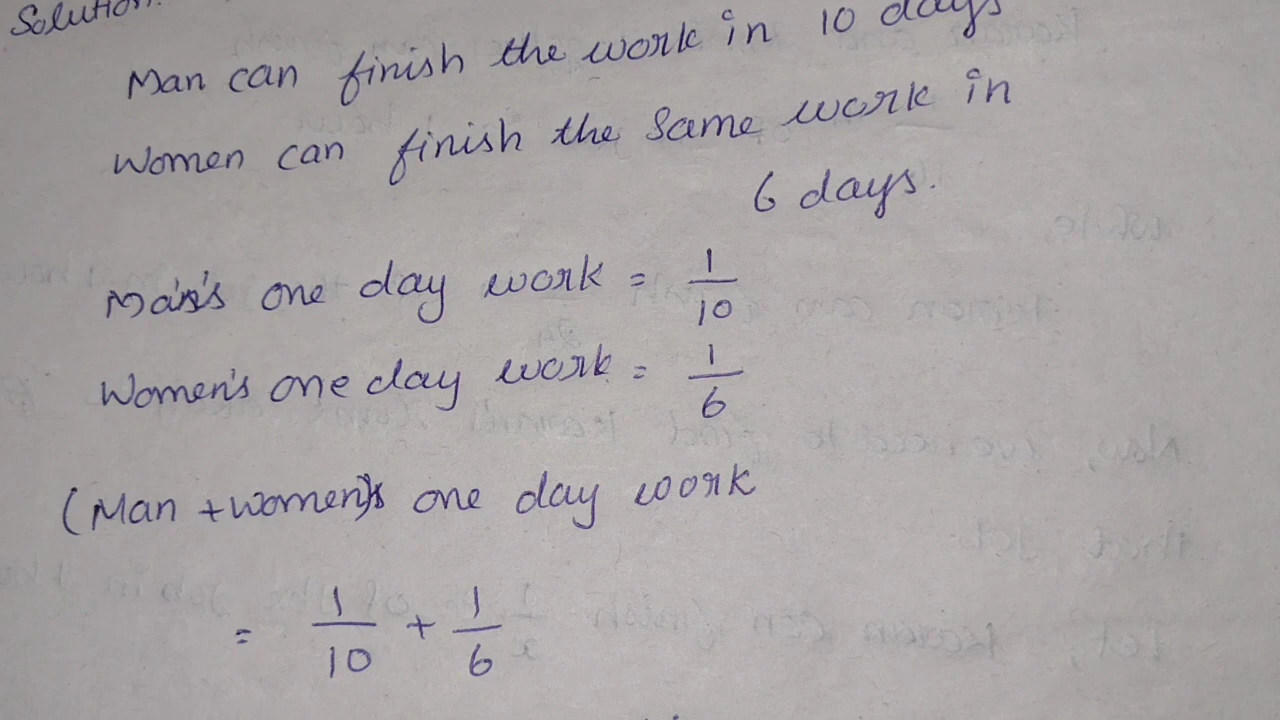 Solution:
Man can finish the work in 10 days
Women can finish the same work in
6 days.
Man's one day work = 1/10
Women's one day work = 1/6
(Man + women)'s one day work
= 1/10 + 1/6